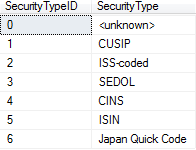 SecurityTypeID SecurityType
0 <unknown>
1 CUSIP
2 ISS-coded
3 SEDOL
4 CINS
5 ISIN
6 Japan Quick Code